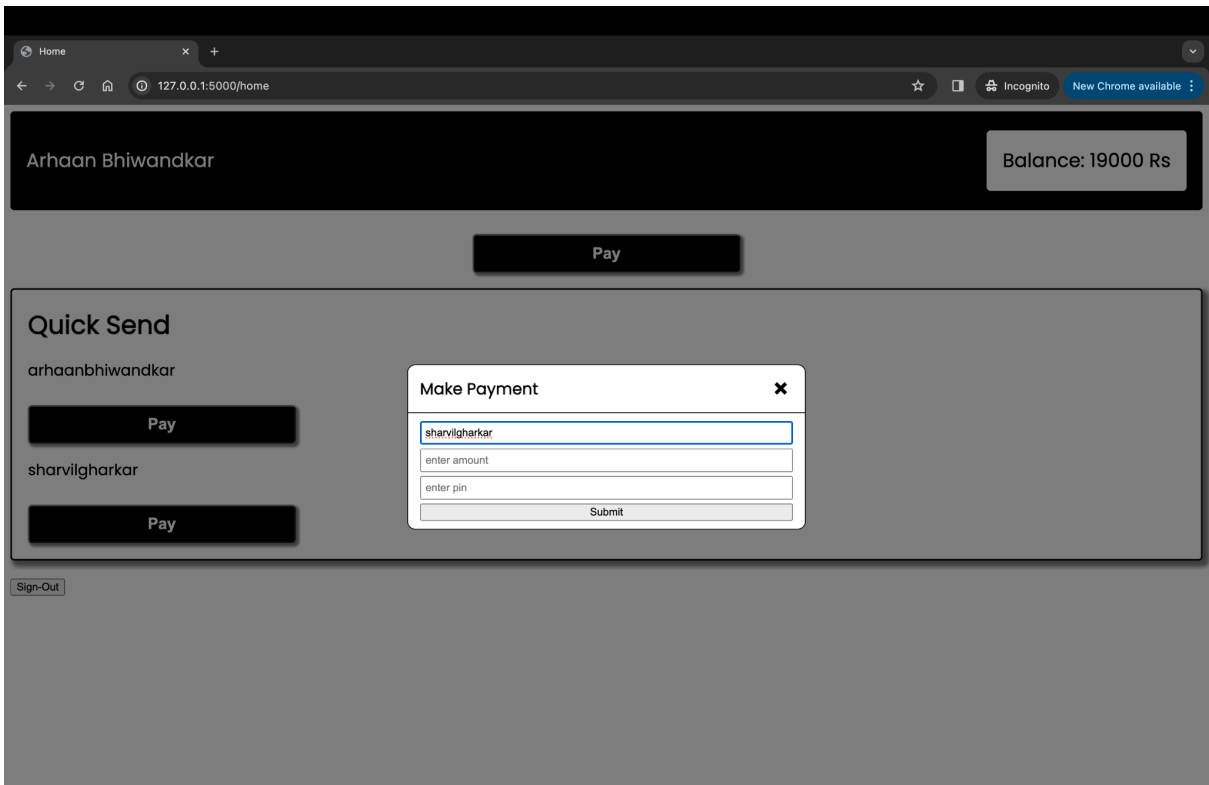 Home
127.0.0.1:5000/home
Incognito
New Chrome available
Arhaan Bhiwandkar
Balance: 19000 Rs
Pay
Quick Send
arhaanbhiwandkar
Pay
sharvilgharkar
Pay
Make Payment
sharvilgharkar
enter amount
enter pin
Submit
Sign-Out